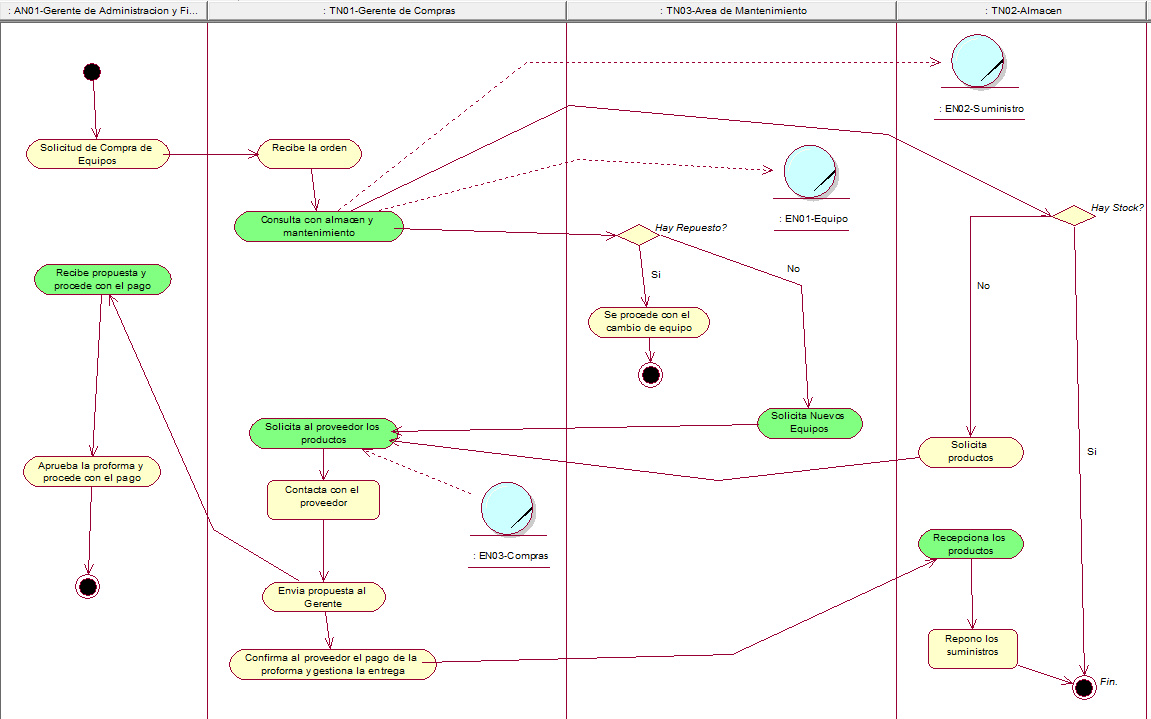 : AN01-Gerente de Administracion y Fi...
: TN01-Gerente de Compras
: TN03-Area de Mantenimiento
: TN02-Almacen
: EN02-Suministro
Solicitud de Compra de
Equipos
Recibe la orden
: EN01-Equipo
Consulta con almacen y
mantenimiento
Hay Repuesto?
Hay Stock?
Recibe propuesta y
procede con el pago
Si
No
No
Se procede con el
cambio de equipo
Solicita al proveedor los
productos
Solicita Nuevos
Equipos
Solicita
productos
Si
Aprueba la proforma y
procede con el pago
Contacta con el
proveedor
: EN03-Compras
Recepciona los
productos
Envia propuesta al
Gerente
Confirma al proveedor el pago de la
proforma y gestiona la entrega
Repono los
suministros
Fin.